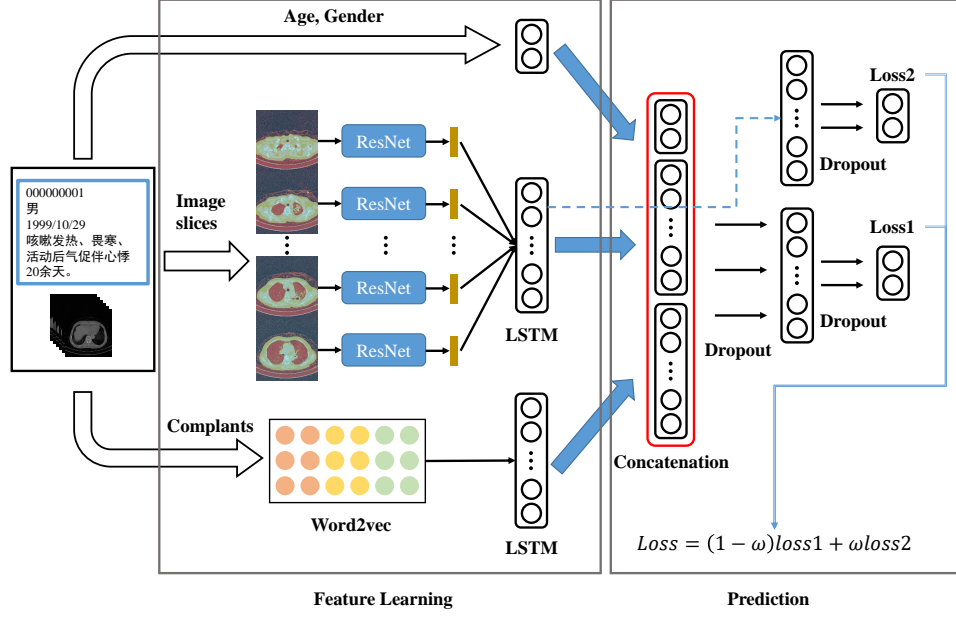 Age, Gender
000000001
男
1999/10/29
咳嗽发热、畏寒、
活动后气促伴心悸
20余天。
Image
slices
ResNet
ResNet
ResNet
ResNet
LSTM
Complants
Word2vec
LSTM
Feature Learning
Concatenation
Dropout
Dropout
Loss1
Dropout
Loss2
Loss = (1 − ω)loss1 + ωloss2
Prediction